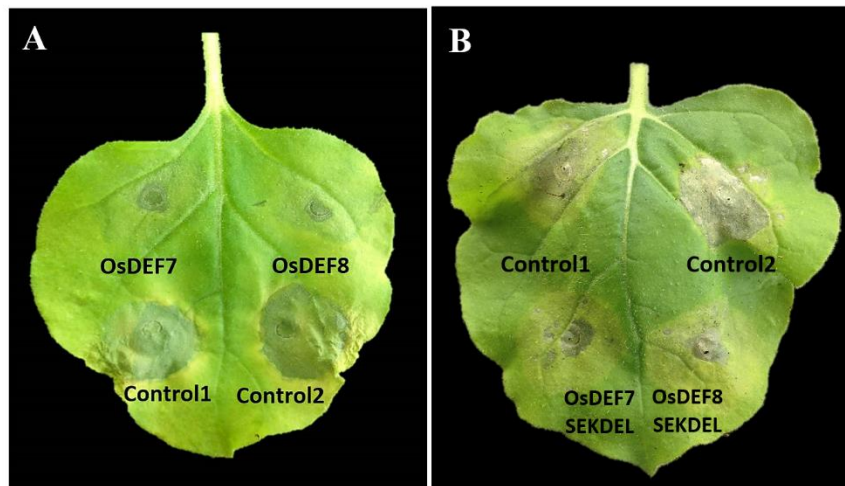 A
OsDEF7
OsDEF8
Control1
Control2
B
Control1
Control2
OsDEF7
SEKDEL
OsDEF8
SEKDEL